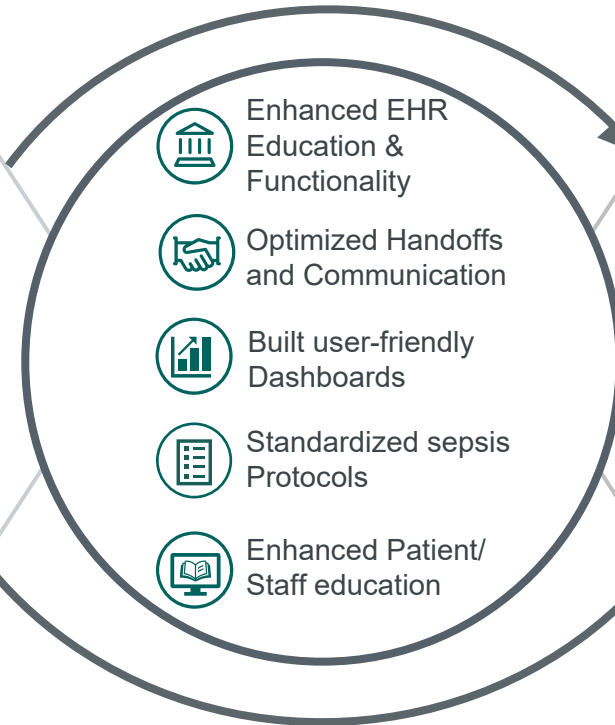 Enhanced EHR
Education &
Functionality
Optimized Handoffs
and Communication
Built user-friendly
Dashboards
Standardized sepsis
Protocols
Enhanced Patient/
Staff education